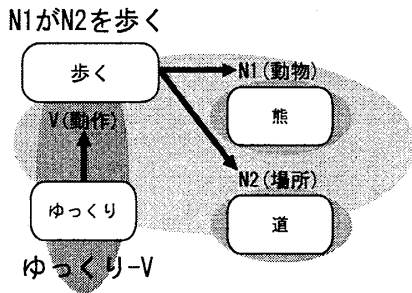 N1がN2を歩く
歩く
N1(動物)
V(動作)
熊
N2(場所)
ゆっくり
道
ゆっくり-V